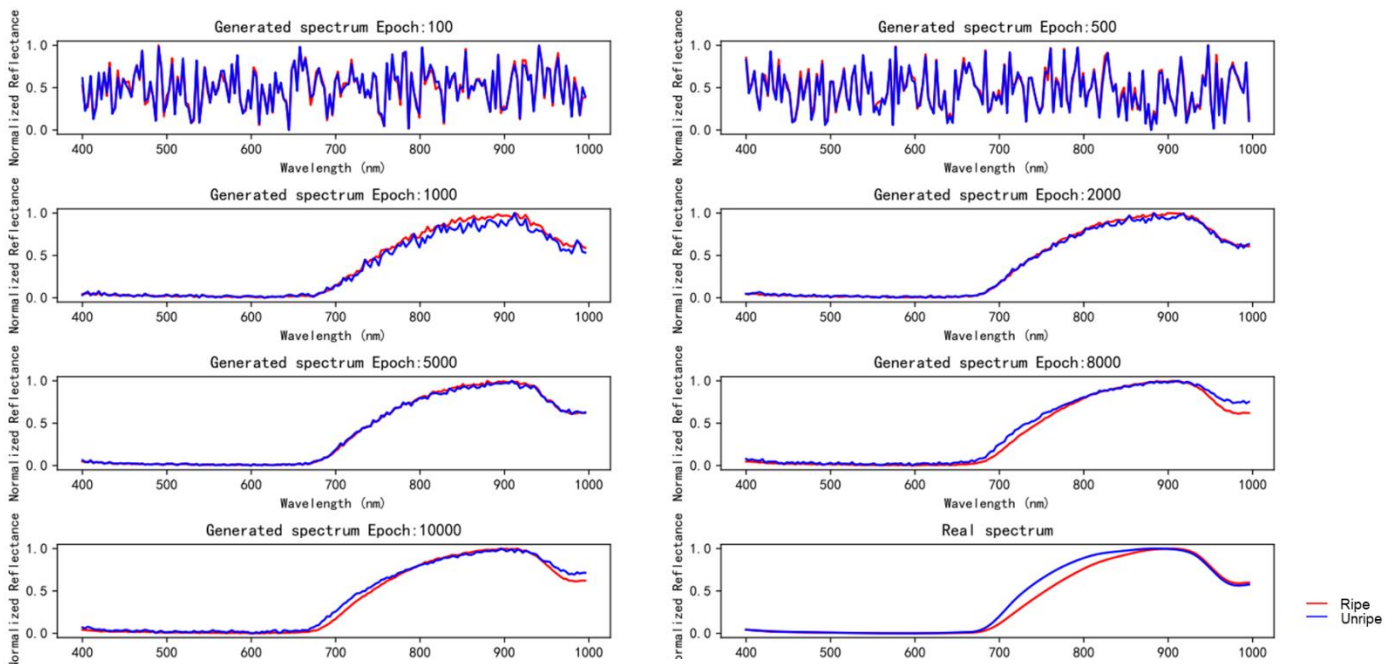 Generated spectrum Epoch:100
Normalized Reflectance
1.0
0.5
0.0
400 500 600 700 800 900 1000
Wavelength (nm)
Generated spectrum Epoch:500
Normalized Reflectance
1.0
0.5
0.0
400 500 600 700 800 900 1000
Wavelength (nm)
Generated spectrum Epoch:1000
Normalized Reflectance
1.0
0.5
0.0
400 500 600 700 800 900 1000
Wavelength (nm)
Generated spectrum Epoch:2000
Normalized Reflectance
1.0
0.5
0.0
400 500 600 700 800 900 1000
Wavelength (nm)
Generated spectrum Epoch:5000
Normalized Reflectance
1.0
0.5
0.0
400 500 600 700 800 900 1000
Wavelength (nm)
Generated spectrum Epoch:8000
Normalized Reflectance
1.0
0.5
0.0
400 500 600 700 800 900 1000
Wavelength (nm)
Generated spectrum Epoch:10000
Normalized Reflectance
1.0
0.5
0.0
400 500 600 700 800 900 1000
Wavelength (nm)
Real spectrum
Normalized Reflectance
1.0
0.5
0.0
400 500 600 700 800 900 1000
Wavelength (nm)
Ripe
Unripe